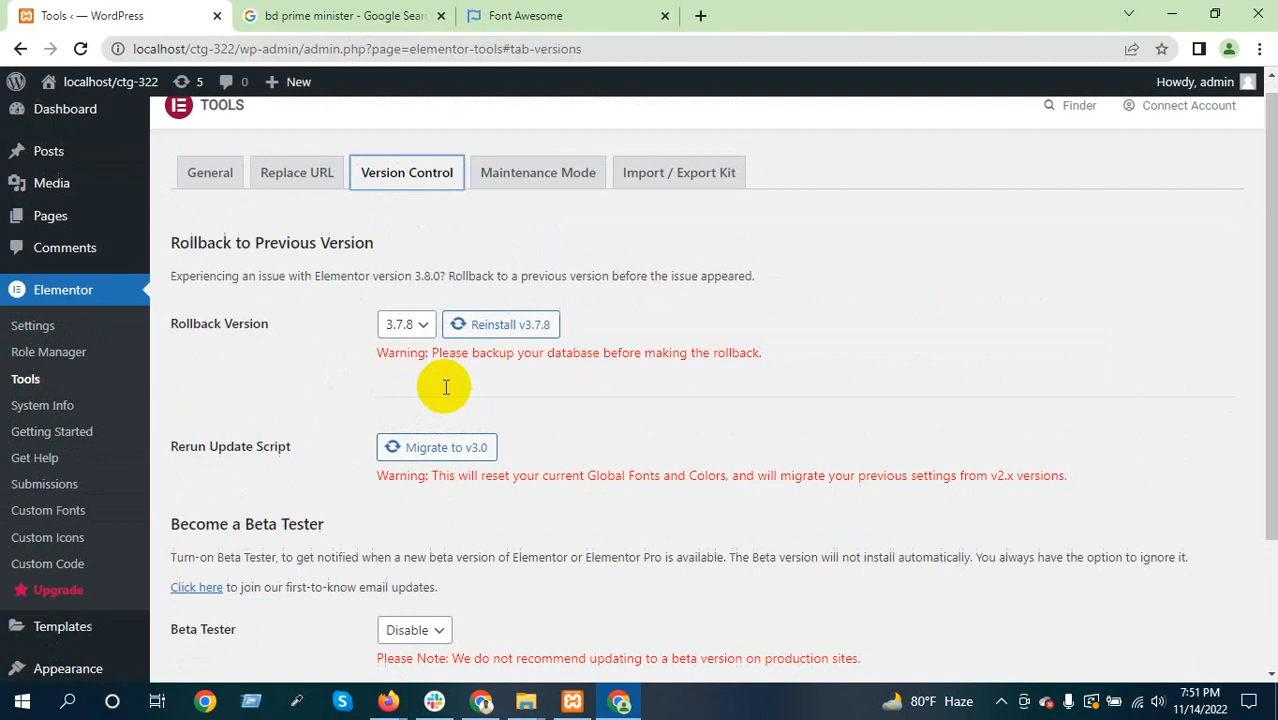 Tools ‹ — WordPress
bd prime minister - Google Sear
Font Awesome
localhost/ctg-322/wp-admin/admin.php?page=elementor-tools#tab-versions
localhost/ctg-322
5
0
New
Howdy, admin
Dashboard
Posts
Media
Pages
Comments
Elementor
Settings
Role Manager
Tools
System Info
Getting Started
Get Help
Submissions
Custom Fonts
Custom Icons
Custom Code
Upgrade
Templates
Appearance
TOOLS
Finder
Connect Account
General
Replace URL
Version Control
Maintenance Mode
Import / Export Kit
Rollback to Previous Version
Experiencing an issue with Elementor version 3.8.0? Rollback to a previous version before the issue appeared.
Rollback Version
3.7.8
Reinstall v3.7.8
Warning: Please backup your database before making the rollback.
Rerun Update Script
Migrate to v3.0
Warning: This will reset your current Global Fonts and Colors, and will migrate your previous settings from v2.x versions.
Become a Beta Tester
Turn-on Beta Tester, to get notified when a new beta version of Elementor or Elementor Pro is available. The Beta version will not install automatically. You always have the option to ignore it.
Click here to join our first-to-know email updates.
Beta Tester
Disable
Please Note: We do not recommend updating to a beta version on production sites.
80°F Haze
7:51 PM
11/14/2022